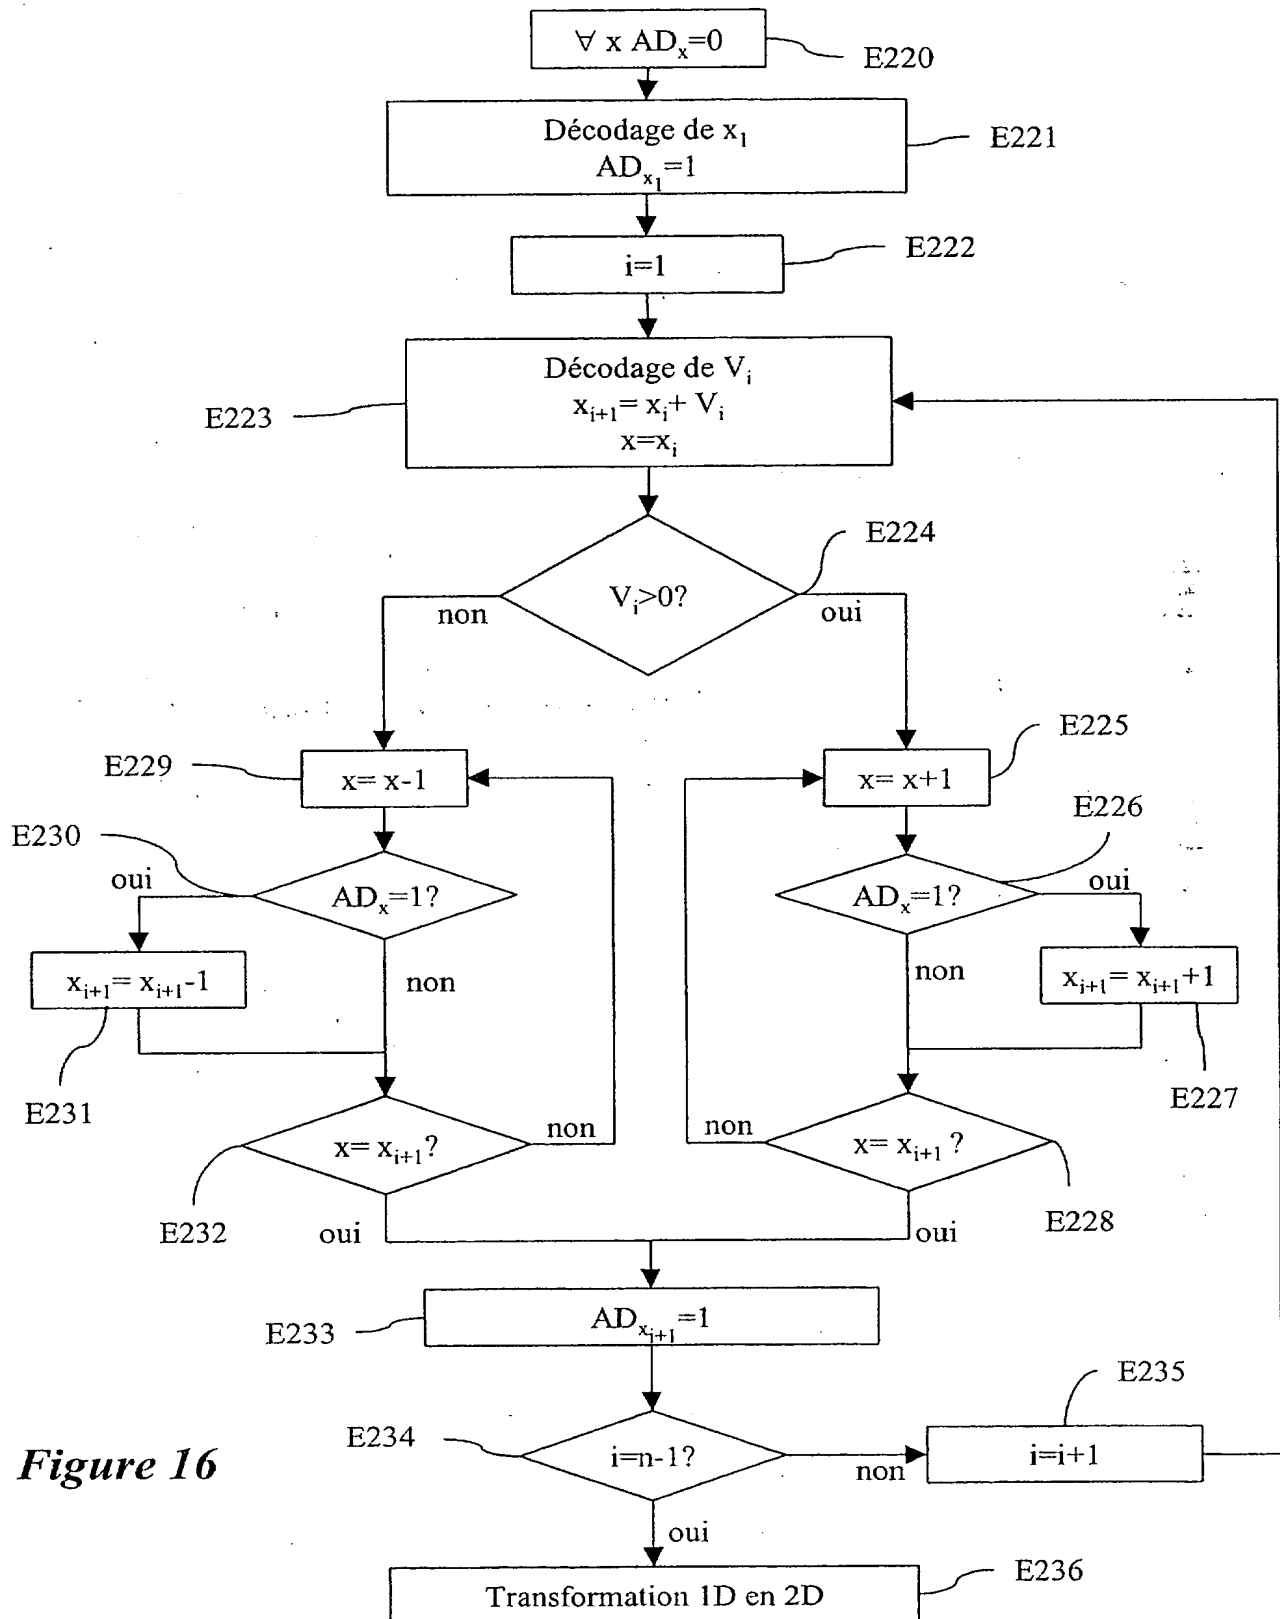 ∀ x AD_x=0
E220
Décodage de x_1
AD_{x_1}=1
E221
i=1
E222
Décodage de V_i
x_{i+1}= x_i+ V_i
x=x_i
E223
E224
V_i>0?
non
oui
E229
x= x-1
E225
x= x+1
E230
oui
AD_x=1?
non
E226
AD_x=1?
oui
non
x_{i+1}= x_{i+1}-1
E231
x_{i+1}= x_{i+1}+1
E227
x= x_{i+1}?
non
E232
oui
non
x= x_{i+1} ?
E228
oui
AD_{x_{i+1}}=1
E233
E234
i=n-1?
non
E235
i=i+1
oui
Figure 16
E236
Transformation 1D en 2D